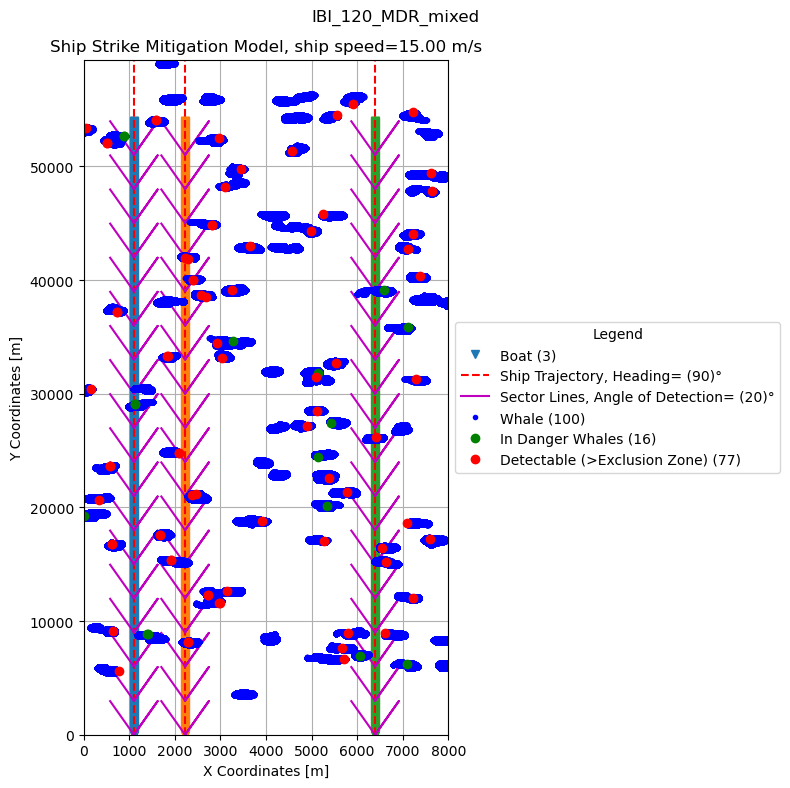 IBI_120_MDR_mixed
Ship Strike Mitigation Model, ship speed=15.00 m/s
50000
40000
30000
20000
10000
0
Y Coordinates [m]
0 1000 2000 3000 4000 5000 6000 7000 8000
X Coordinates [m]
Legend
Boat (3)
Ship Trajectory, Heading= (90)°
Sector Lines, Angle of Detection= (20)°
Whale (100)
In Danger Whales (16)
Detectable (>Exclusion Zone) (77)